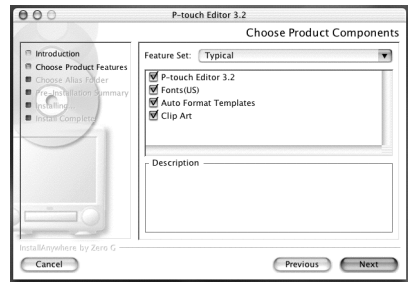 P-touch Editor 3.2
Choose Product Components
Introduction
Choose Product Features
Choose Alias Folder
Pre-Installation Summary
Installing...
Install Complete
Feature Set: Typical
P-touch Editor 3.2
Fonts(US)
Auto Format Templates
Clip Art
Description
InstallAnywhere by Zero G
Cancel
Previous
Next